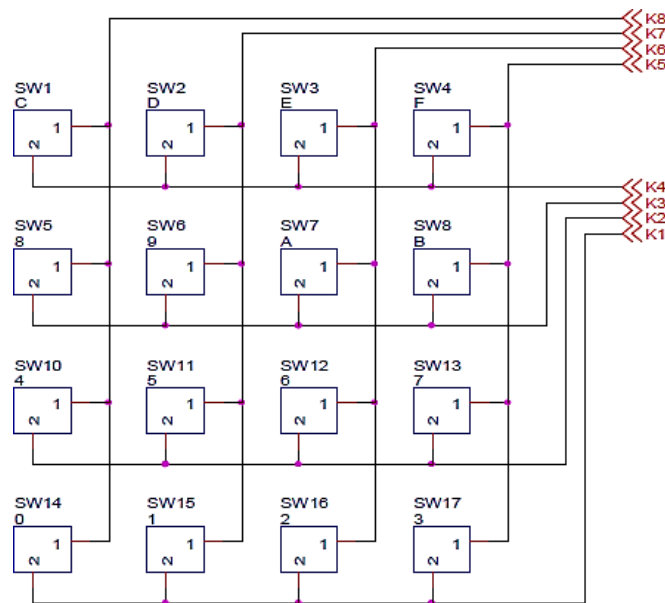 K8
K7
K6
K5
SW1 SW2 SW3 SW4
C D E F
1 1 1 1
2 2 2 2
K4
K3
K2
K1
SW5 SW6 SW7 SW8
8 9 A B
1 1 1 1
2 2 2 2
SW10 SW11 SW12 SW13
4 5 6 7
1 1 1 1
2 2 2 2
SW14 SW15 SW16 SW17
0 1 2 3
1 1 1 1
2 2 2 2